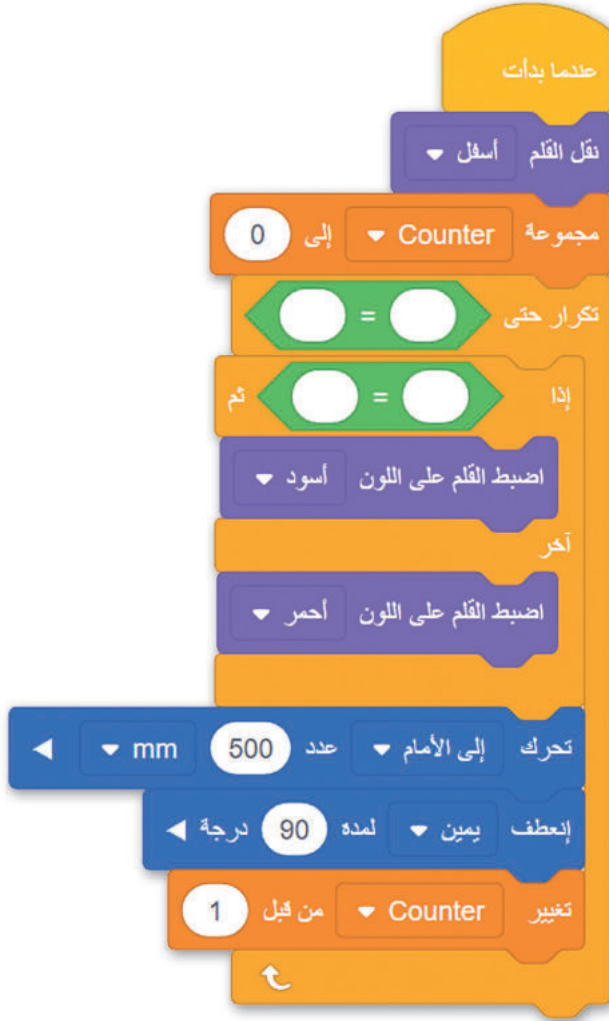 عندما بدأت
نقل القلم أسفل
مجموعة Counter إلى 0
تكرار حتى =
إذا = ثم
اضبط القلم على اللون أسود
آخر
اضبط القلم على اللون أحمر
تحرك إلى الأمام عدد 500 mm
إنعطف يمين لمدة 90 درجة
تغيير Counter من قبل 1